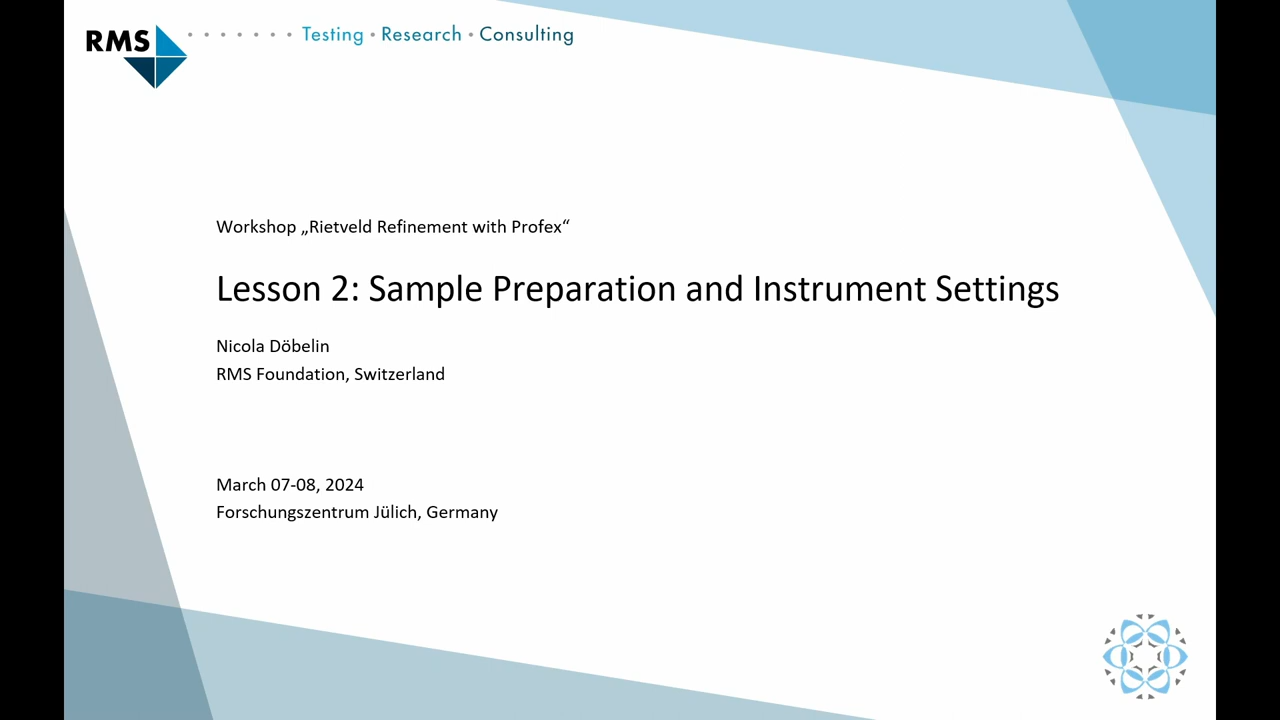 RMS
Testing • Research • Consulting
Workshop „Rietveld Refinement with Profex“
Lesson 2: Sample Preparation and Instrument Settings
Nicola Döbelin
RMS Foundation, Switzerland
March 07-08, 2024
Forschungszentrum Jülich, Germany